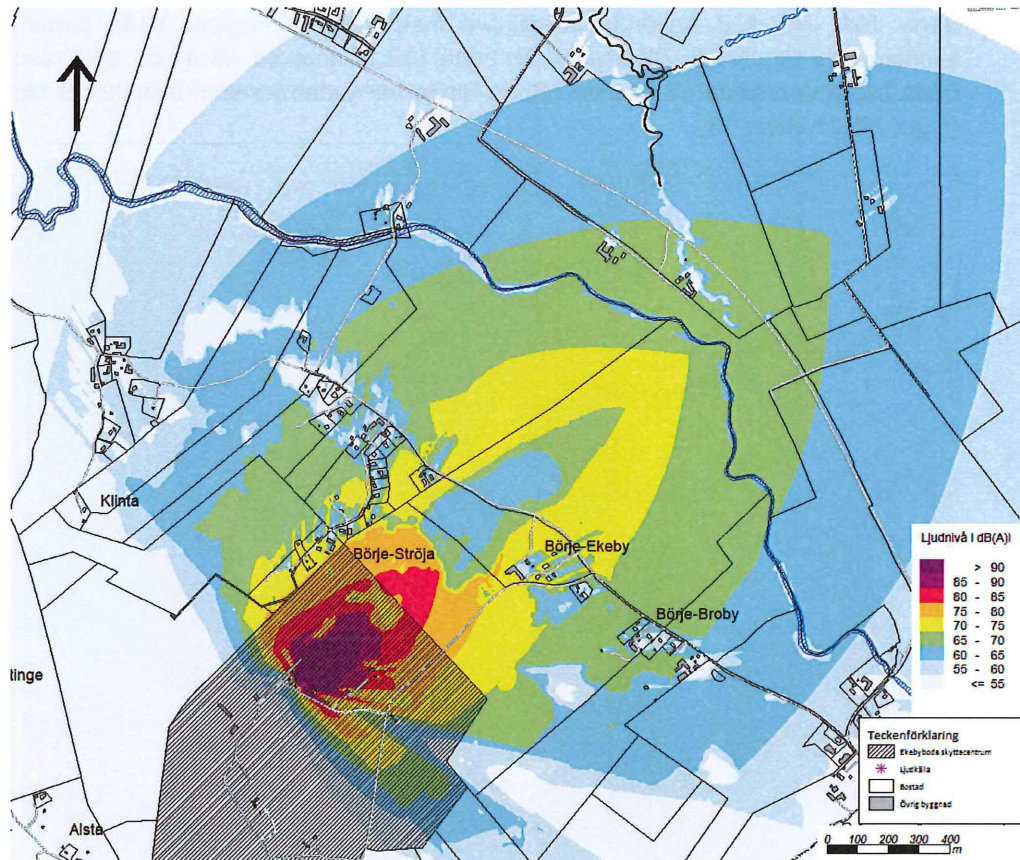 Klinta
Börje-Ströja
Börje-Ekeby
Börje-Broby
tinge
Alsta
Ljudnivå i dB(A)I
> 90
85 - 90
80 - 85
75 - 80
70 - 75
65 - 70
60 - 65
55 - 60
<= 55
Teckenförklaring
Ekebyboda skyttecentrum
Ljudkälla
Bostad
Övrig byggnad
0 100 200 300 400
m